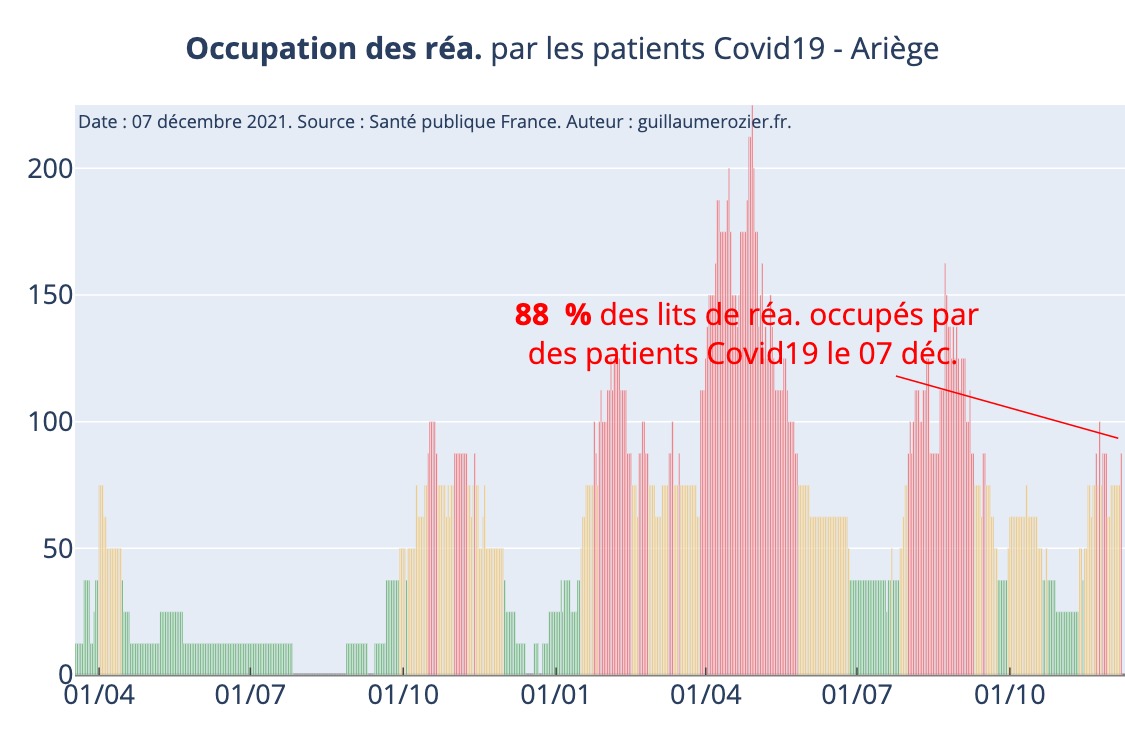 Occupation des réa. par les patients Covid19 - Ariège
Date : 07 décembre 2021. Source : Santé publique France. Auteur : guillaumerozier.fr.
200
150
88 % des lits de réa. occupés par
des patients Covid19 le 07 déc.
100
50
0
01/04 01/07 01/10 01/01 01/04 01/07 01/10